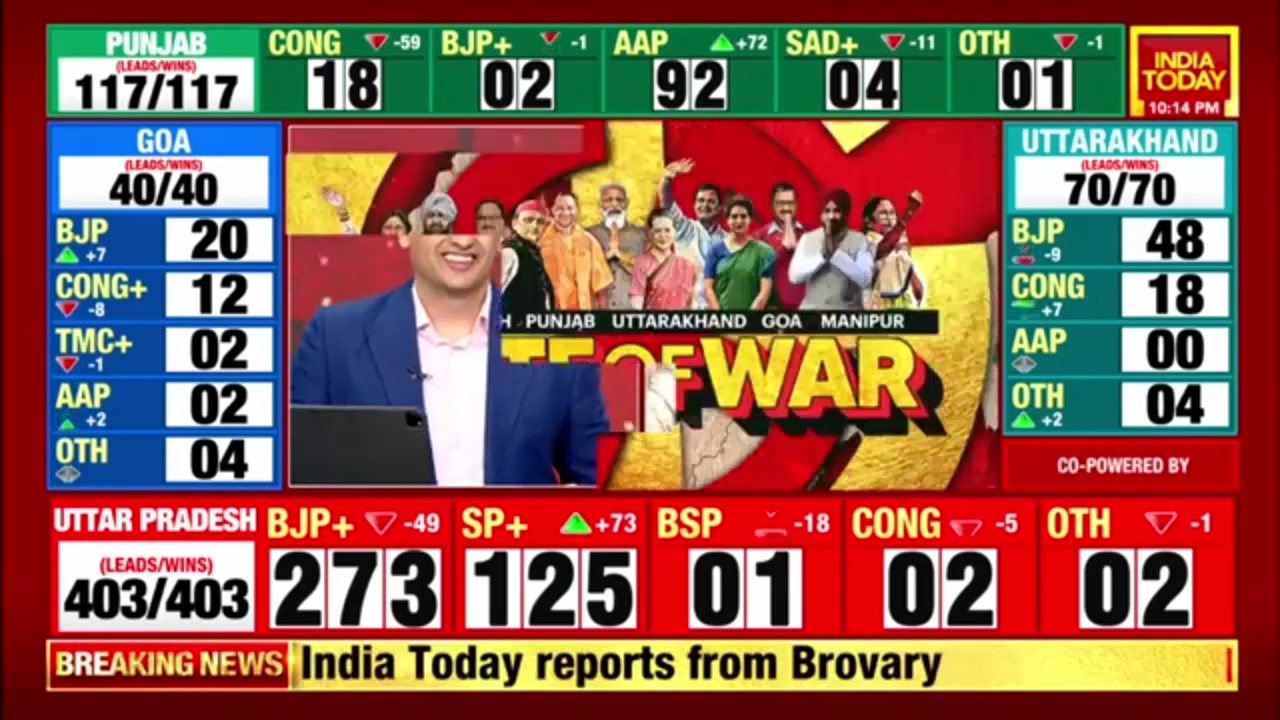 PUNJAB
(LEADS/WINS)
117/117
CONG -59
18
BJP+ -1
02
AAP +72
92
SAD+ -11
04
OTH -1
01
INDIA
TODAY
10:14 PM
GOA
(LEADS/WINS)
40/40
BJP
+7
20
CONG+
-8
12
TMC+
-1
02
AAP
+2
02
OTH
04
H PUNJAB UTTARAKHAND GOA MANIPUR
TE OF WAR
UTTARAKHAND
(LEADS/WINS)
70/70
BJP
-9
48
CONG
+7
18
AAP
00
OTH
+2
04
CO-POWERED BY
UTTAR PRADESH
(LEADS/WINS)
403/403
BJP+ -49
273
SP+ +73
125
BSP -18
01
CONG -5
02
OTH -1
02
BREAKING NEWS India Today reports from Brovary